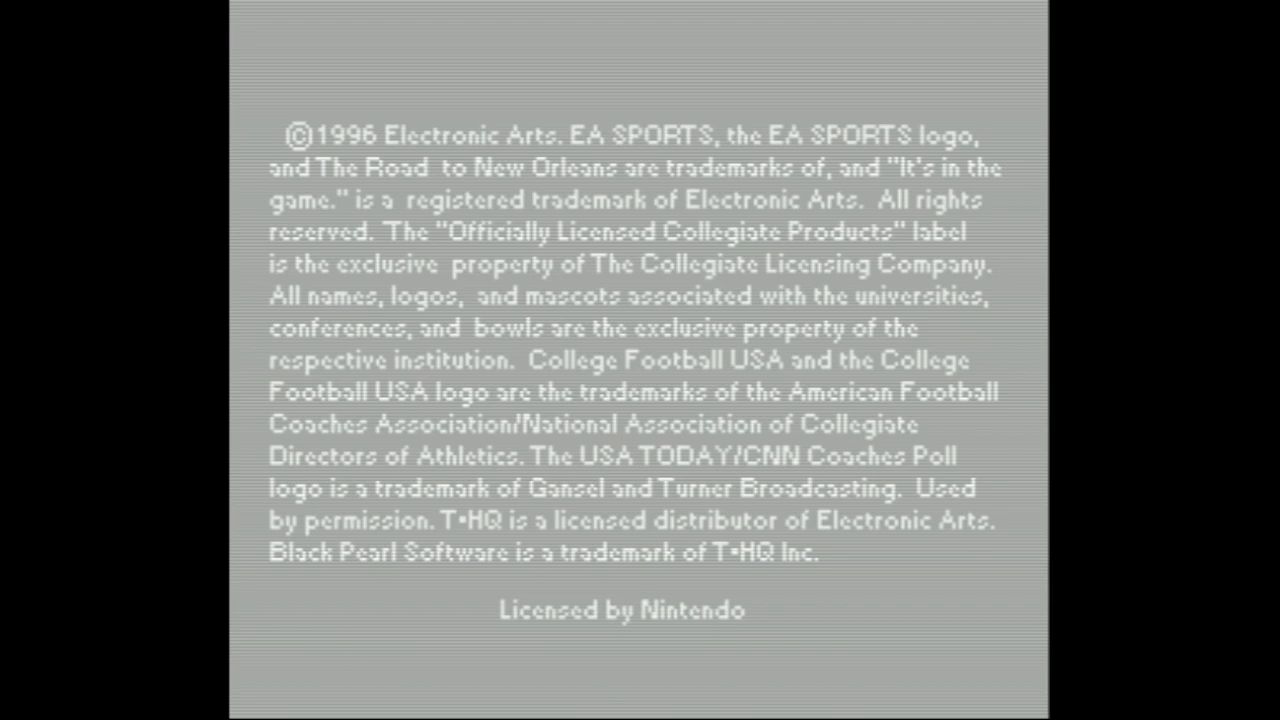 ©1996 Electronic Arts. EA SPORTS, the EA SPORTS logo,
and The Road to New Orleans are trademarks of, and "It's in the
game." is a registered trademark of Electronic Arts. All rights
reserved. The "Officially Licensed Collegiate Products" label
is the exclusive property of The Collegiate Licensing Company.
All names, logos, and mascots associated with the universities,
conferences, and bowls are the exclusive property of the
respective institution. College Football USA and the College
Football USA logo are the trademarks of the American Football
Coaches Association/National Association of Collegiate
Directors of Athletics. The USA TODAY/CNN Coaches Poll
logo is a trademark of Gansel and Turner Broadcasting. Used
by permission. T•HQ is a licensed distributor of Electronic Arts.
Black Pearl Software is a trademark of T•HQ Inc.
Licensed by Nintendo